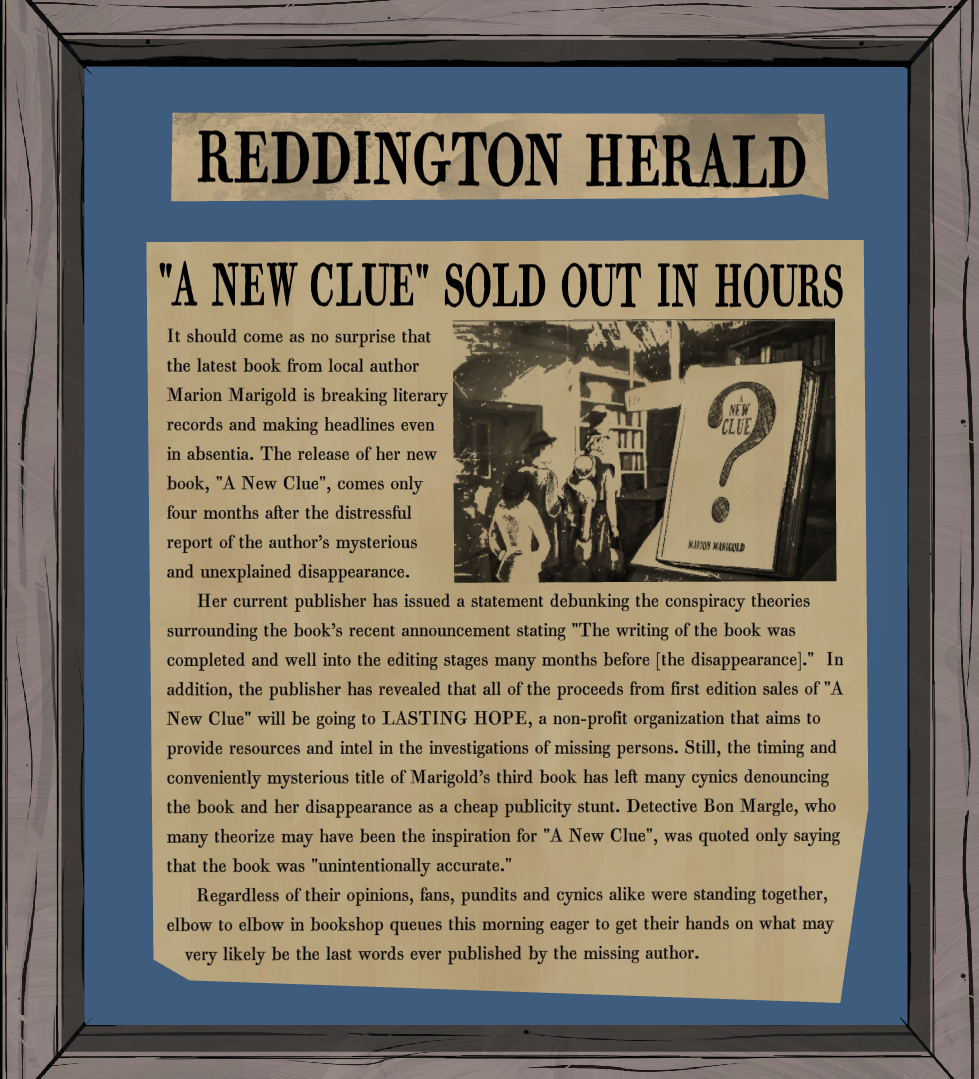 REDDINGTON HERALD
"A NEW CLUE" SOLD OUT IN HOURS
It should come as no surprise that
the latest book from local author
Marion Marigold is breaking literary
records and making headlines even
in absentia. The release of her new
book, "A New Clue", comes only
four months after the distressful
report of the author's mysterious
and unexplained disappearance.
A
NEW
CLUE
MARION MARIGOLD
Her current publisher has issued a statement debunking the conspiracy theories
surrounding the book's recent announcement stating "The writing of the book was
completed and well into the editing stages many months before [the disappearance]."  In
addition, the publisher has revealed that all of the proceeds from first edition sales of "A
New Clue" will be going to LASTING HOPE, a non-profit organization that aims to
provide resources and intel in the investigations of missing persons. Still, the timing and
conveniently mysterious title of Marigold's third book has left many cynics denouncing
the book and her disappearance as a cheap publicity stunt. Detective Bon Margle, who
many theorize may have been the inspiration for "A New Clue", was quoted only saying
that the book was "unintentionally accurate."
Regardless of their opinions, fans, pundits and cynics alike were standing together,
elbow to elbow in bookshop queues this morning eager to get their hands on what may
very likely be the last words ever published by the missing author.